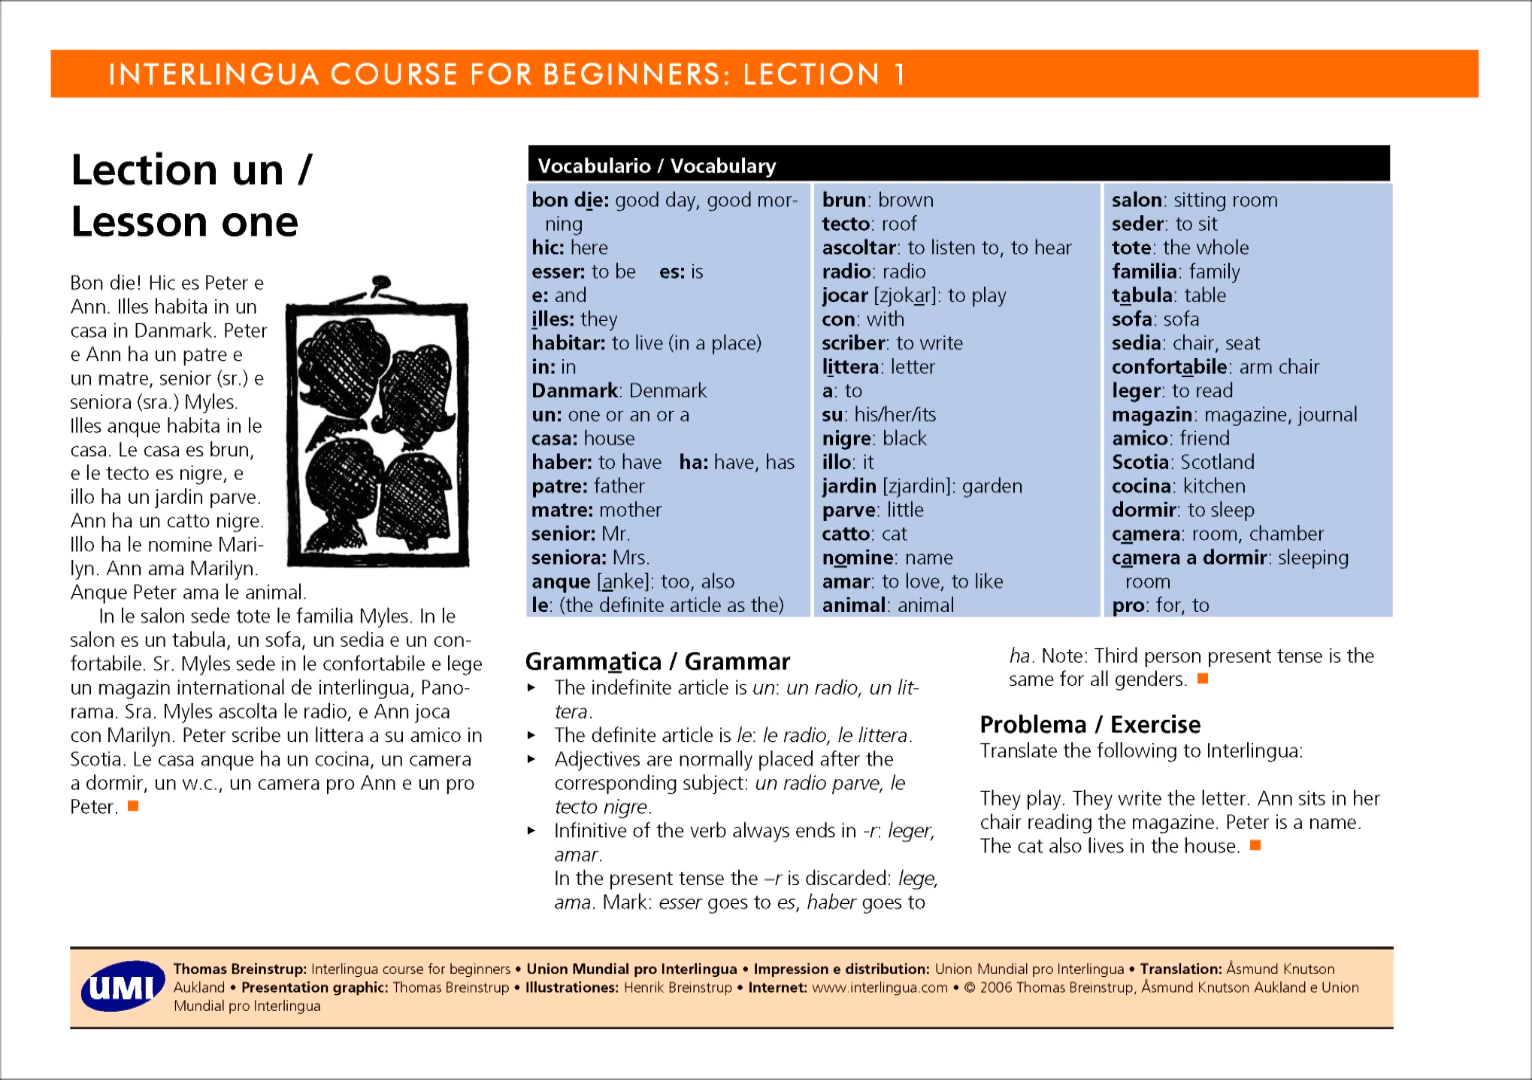 INTERLINGUA COURSE FOR BEGINNERS: LECTION 1
Lection un /
Lesson one
Bon die! Hic es Peter e
Ann. Illes habita in un
casa in Danmark. Peter
e Ann ha un patre e
un matre, senior (sr.) e
seniora (sra.) Myles.
Illes anque habita in le
casa. Le casa es brun,
e le tecto es nigre, e
illo ha un jardin parve.
Ann ha un catto nigre.
Illo ha le nomine Mari-
lyn. Ann ama Marilyn.
Anque Peter ama le animal.
In le salon sede tote le familia Myles. In le
salon es un tabula, un sofa, un sedia e un con-
fortabile. Sr. Myles sede in le confortabile e lege
un magazin international de interlingua, Pano-
rama. Sra. Myles ascolta le radio, e Ann joca
con Marilyn. Peter scribe un littera a su amico in
Scotia. Le casa anque ha un cocina, un camera
a dormir, un w.c., un camera pro Ann e un pro
Peter.
Vocabulario / Vocabulary
bon die: good day, good mor-
ning
hic: here
esser: to be es: is
e: and
illes: they
habitar: to live (in a place)
in: in
Danmark: Denmark
un: one or an or a
casa: house
haber: to have ha: have, has
patre: father
matre: mother
senior: Mr.
seniora: Mrs.
anque [anke]: too, also
le: (the definite article as the)
brun: brown
tecto: roof
ascoltar: to listen to, to hear
radio: radio
jocar [zjokar]: to play
con: with
scriber: to write
littera: letter
a: to
su: his/her/its
nigre: black
illo: it
jardin [zjardin]: garden
parve: little
catto: cat
nomine: name
amar: to love, to like
animal: animal
salon: sitting room
seder: to sit
tote: the whole
familia: family
tabula: table
sofa: sofa
sedia: chair, seat
confortabile: arm chair
leger: to read
magazin: magazine, journal
amico: friend
Scotia: Scotland
cocina: kitchen
dormir: to sleep
camera: room, chamber
camera a dormir: sleeping
room
pro: for, to
Grammatica / Grammar
▸ The indefinite article is un: un radio, un lit-
tera.
▸ The definite article is le: le radio, le littera.
▸ Adjectives are normally placed after the
corresponding subject: un radio parve, le
tecto nigre.
▸ Infinitive of the verb always ends in -r: leger,
amar.
In the present tense the –r is discarded: lege,
ama. Mark: esser goes to es, haber goes to
ha. Note: Third person present tense is the
same for all genders.
Problema / Exercise
Translate the following to Interlingua:
They play. They write the letter. Ann sits in her
chair reading the magazine. Peter is a name.
The cat also lives in the house.
UMI
Thomas Breinstrup: Interlingua course for beginners • Union Mundial pro Interlingua • Impression e distribution: Union Mundial pro Interlingua • Translation: Åsmund Knutson
Aukland • Presentation graphic: Thomas Breinstrup • Illustrationes: Henrik Breinstrup • Internet: www.interlingua.com • © 2006 Thomas Breinstrup, Åsmund Knutson Aukland e Union
Mundial pro Interlingua